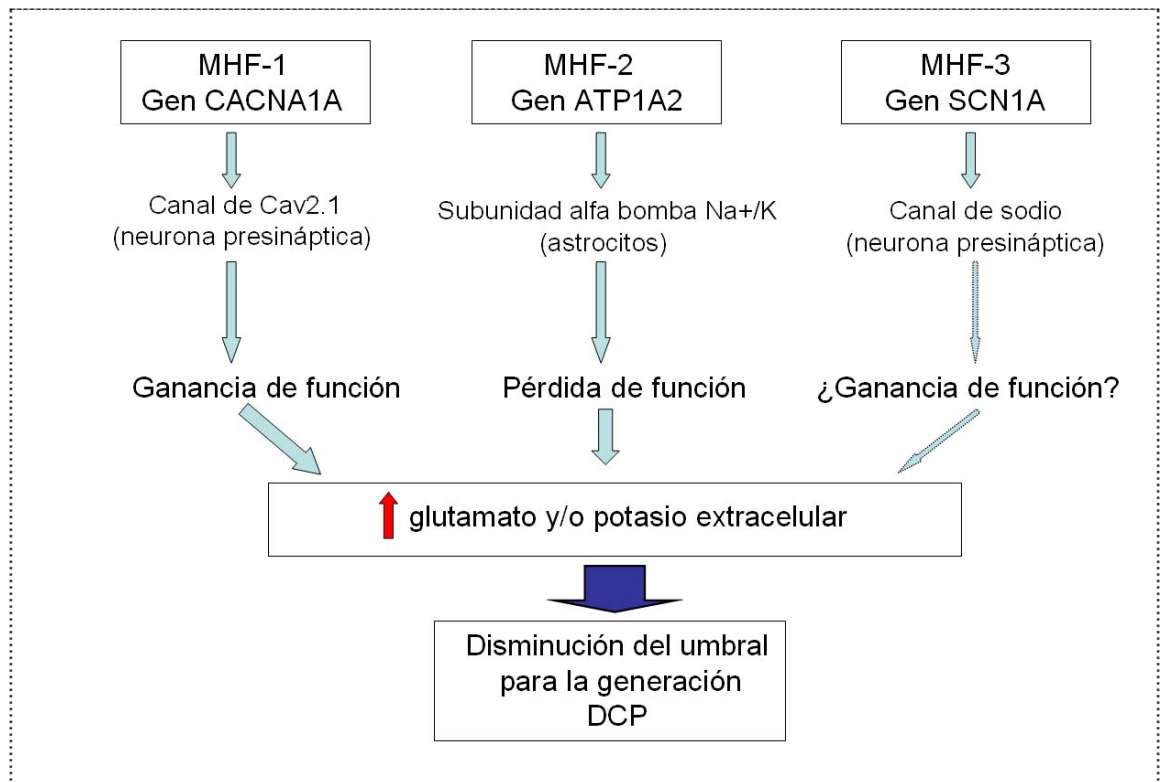 MHF-1
Gen CACNA1A
MHF-2
Gen ATP1A2
MHF-3
Gen SCN1A
Canal de Cav2.1
(neurona presináptica)
Subunidad alfa bomba Na+/K
(astrocitos)
Canal de sodio
(neurona presináptica)
Ganancia de función
Pérdida de función
¿Ganancia de función?
glutamato y/o potasio extracelular
Disminución del umbral
para la generación
DCP